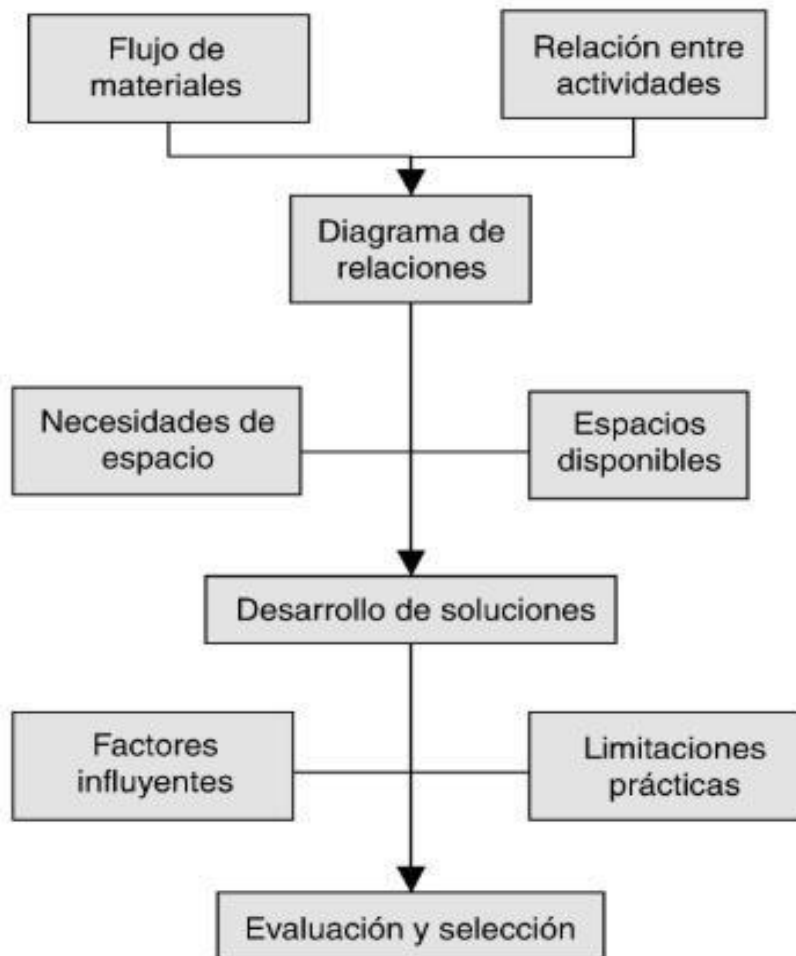 Flujo de
materiales
Relación entre
actividades
Diagrama de
relaciones
Necesidades de
espacio
Espacios
disponibles
Desarrollo de soluciones
Factores
influyentes
Limitaciones
prácticas
Evaluación y selección